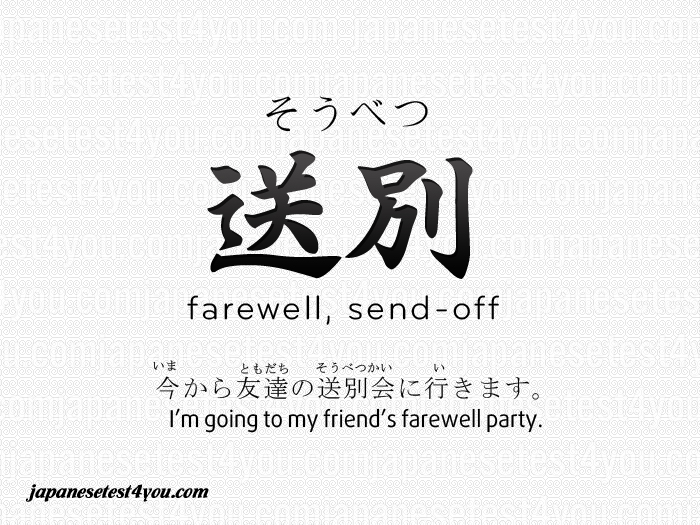 そうべつ
送別
farewell, send-off
いま ともだち そうべつかい い
今から友達の送別会に行きます。
I'm going to my friend's farewell party.
japanesetest4you.com